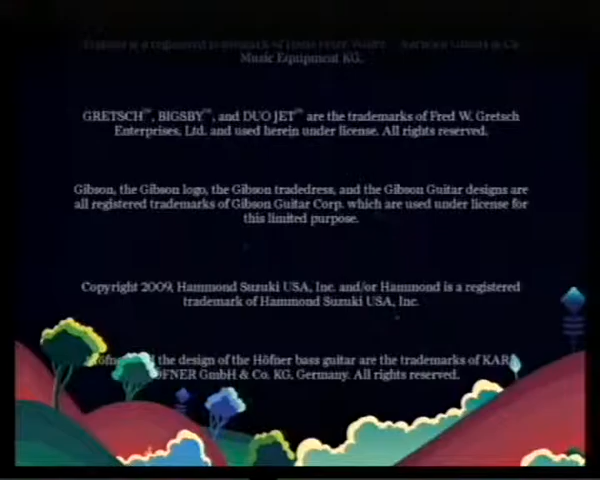 Music Equipment KG.
GRETSCH™, BIGSBY™, and DUO JET™ are the trademarks of Fred W. Gretsch
Enterprises, Ltd. and used herein under license. All rights reserved.
Gibson, the Gibson logo, the Gibson tradedress, and the Gibson Guitar designs are
all registered trademarks of Gibson Guitar Corp. which are used under license for
this limited purpose.
Copyright 2009, Hammond Suzuki USA, Inc. and/or Hammond is a registered
trademark of Hammond Suzuki USA, Inc.
the design of the Höfner bass guitar are the trademarks of
GmbH & Co. KG, Germany. All rights reserved.